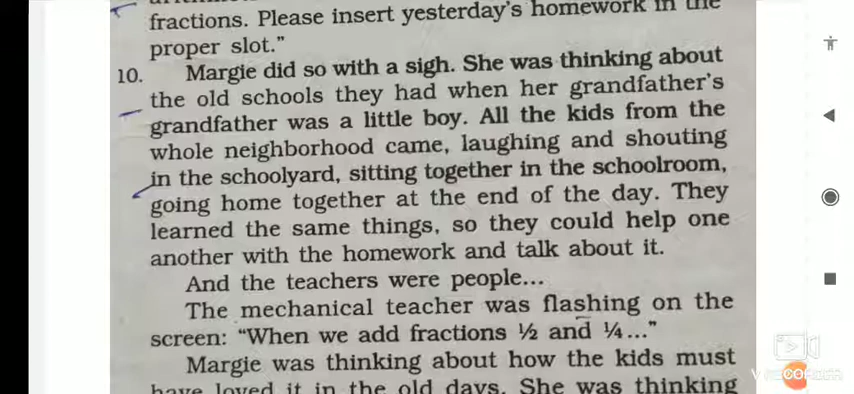 fractions. Please insert yesterday's homework in the
proper slot."
10. Margie did so with a sigh. She was thinking about
the old schools they had when her grandfather's
grandfather was a little boy. All the kids from the
whole neighborhood came, laughing and shouting
in the schoolyard, sitting together in the schoolroom,
going home together at the end of the day. They
learned the same things, so they could help one
another with the homework and talk about it.
And the teachers were people...
The mechanical teacher was flashing on the
screen: "When we add fractions ½ and ¼..."
Margie was thinking about how the kids must
have loved it in the old days. She was thinking
RECORDER